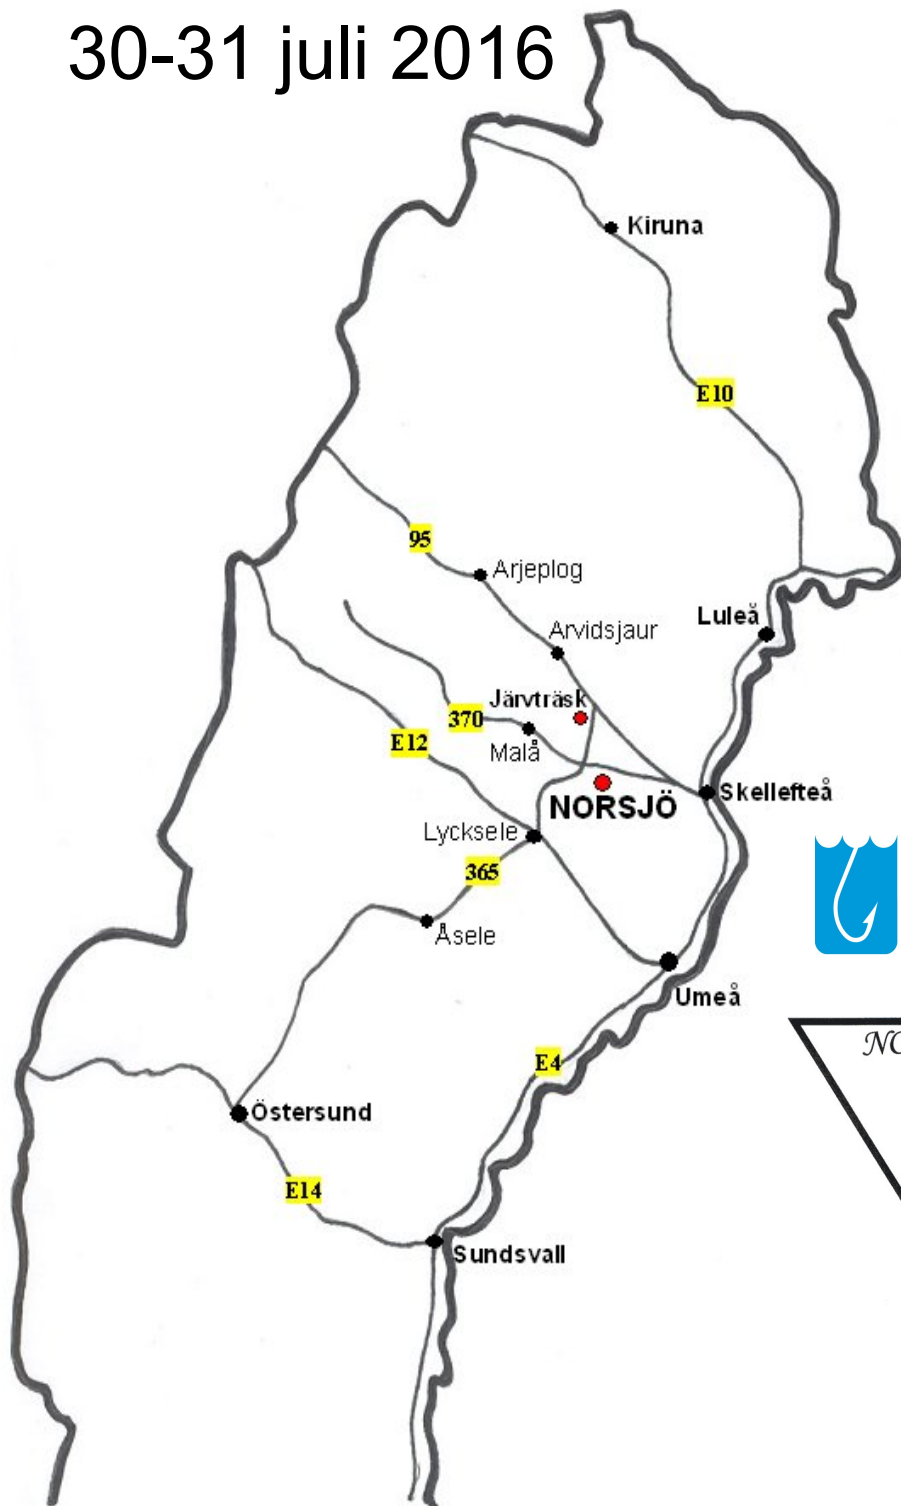 30-31 juli 2016
Kiruna
E10
95
Arjeplog
Luleå
Arvidsjaur
Järvträsk
370
E12
Malå
NORSJÖ
Skellefteå
Lycksele
365
Åsele
Umeå
E4
Östersund
E14
Sundsvall